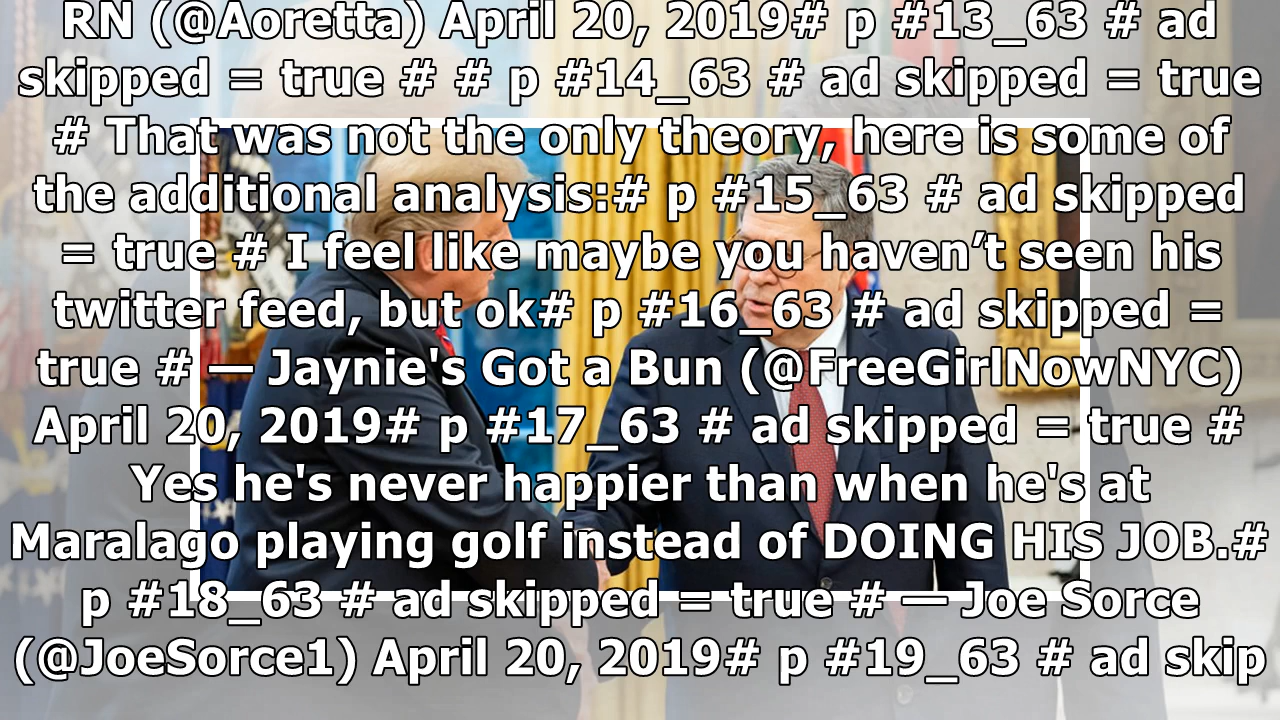 RN (@Aoretta) April 20, 2019# p #13_63 # ad
skipped = true # # p #14_63 # ad skipped = true
# That was not the only theory, here is some of
the additional analysis:# p #15_63 # ad skipped
= true # I feel like maybe you haven’t seen his
twitter feed, but ok# p #16_63 # ad skipped =
true # — Jaynie's Got a Bun (@FreeGirlNowNYC)
April 20, 2019# p #17_63 # ad skipped = true #
Yes he's never happier than when he's at
Maralago playing golf instead of DOING HIS JOB.#
p #18_63 # ad skipped = true # — Joe Sorce
(@JoeSorce1) April 20, 2019# p #19_63 # ad skip